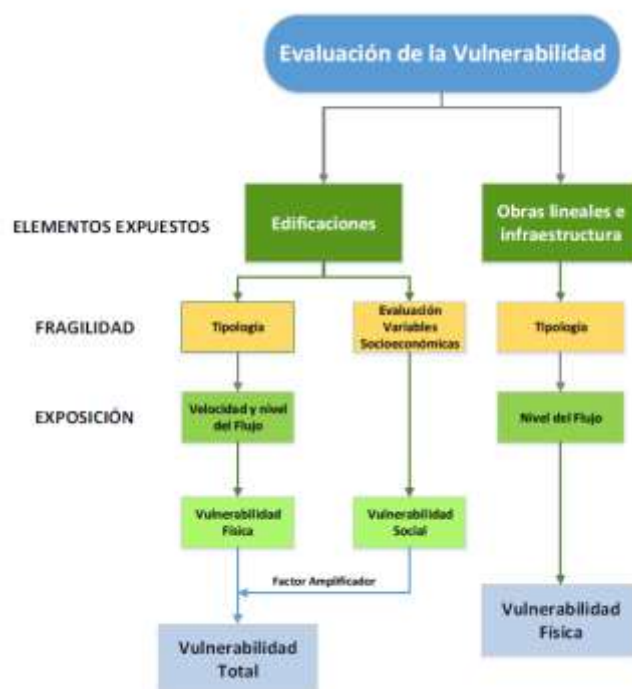 Evaluación de la Vulnerabilidad
ELEMENTOS EXPUESTOS
Edificaciones
Obras lineales e
infraestructura
FRAGILIDAD
Tipología
Evaluación
Variables
Socioeconómicas
Tipología
EXPOSICIÓN
Velocidad y nivel
del Flujo
Nivel del Flujo
Vulnerabilidad
Física
Vulnerabilidad
Social
Factor Amplificador
Vulnerabilidad
Total
Vulnerabilidad
Física